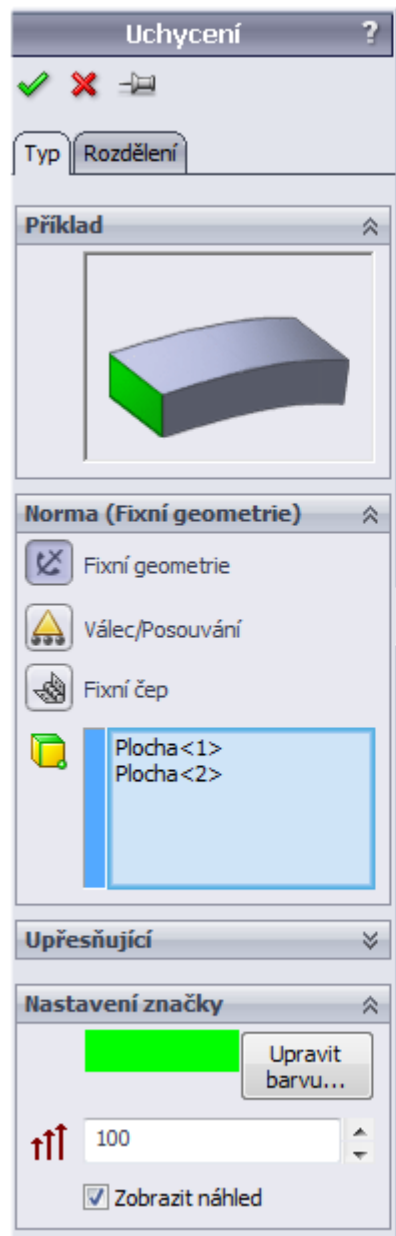 Uchycení ?
Typ Rozdělení
Příklad
Norma (Fixní geometrie)
Fixní geometrie
Válec/Posouvání
Fixní čep
Plocha<1>
Plocha<2>
Upřesňující
Nastavení značky
Upravit
barvu...
100
Zobrazit náhled